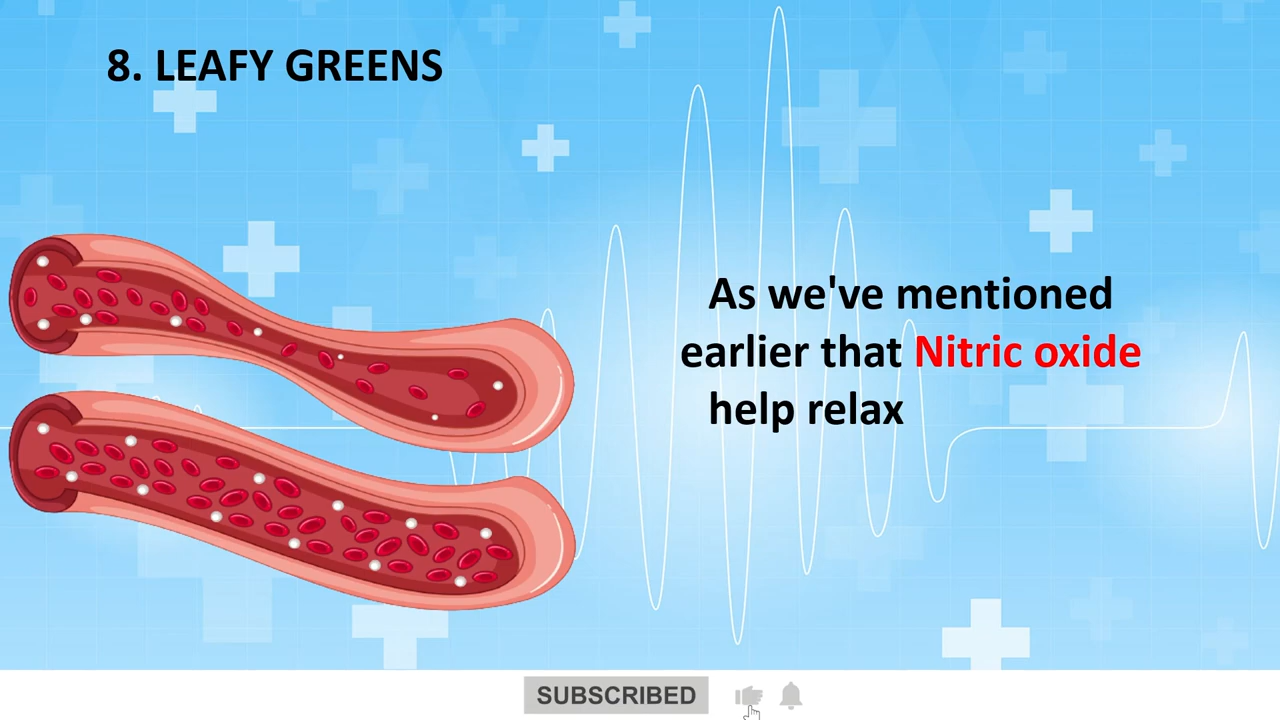 8. LEAFY GREENS
As we've mentioned
earlier that Nitric oxide
help relax
SUBSCRIBED